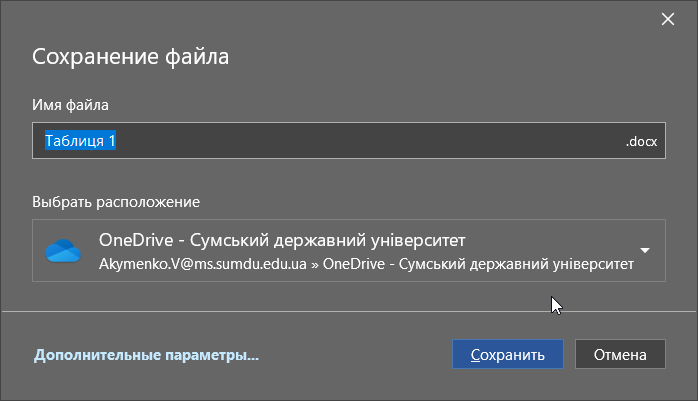 Сохранение файла
Имя файла
Таблиця 1 .docx
Выбрать расположение
OneDrive - Сумський державний університет
Akymenko.V@ms.sumdu.edu.ua » OneDrive - Сумський державний університет
Дополнительные параметры... Сохранить Отмена